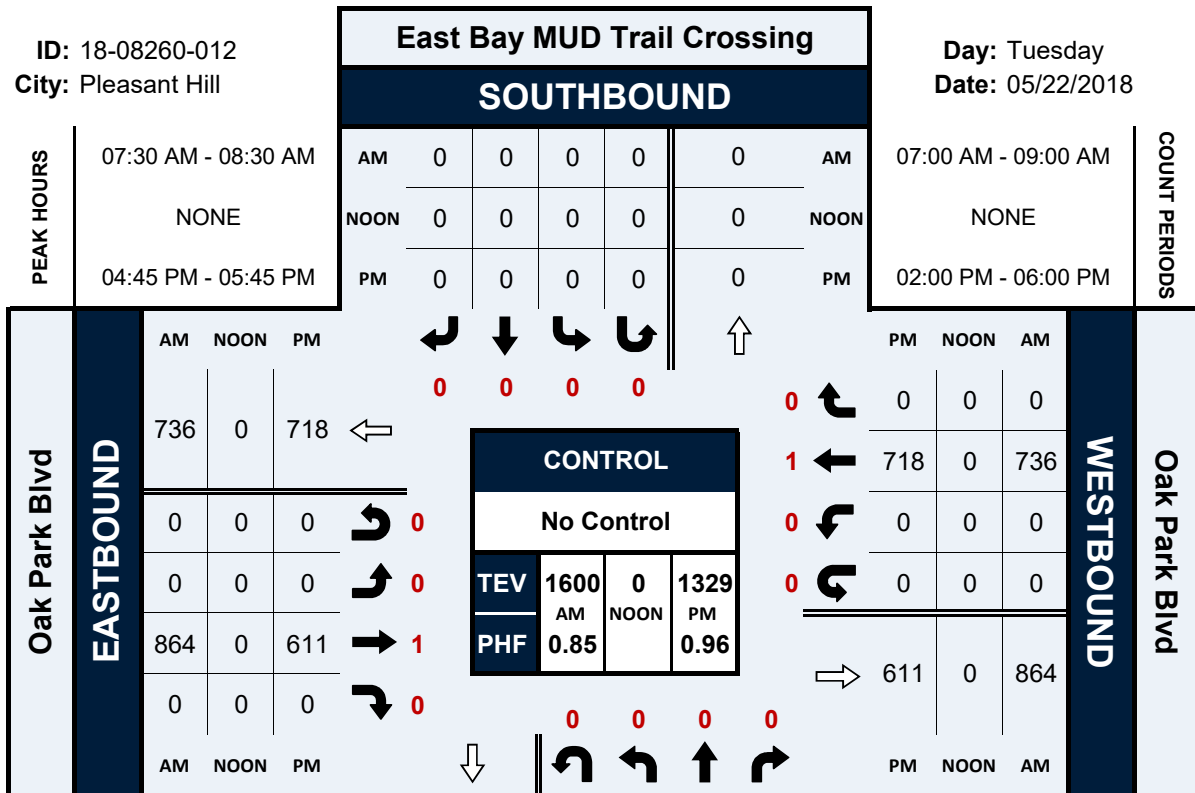 ID: 18-08260-012
City: Pleasant Hill
East Bay MUD Trail Crossing
SOUTHBOUND
Day: Tuesday
Date: 05/22/2018
PEAK HOURS
07:30 AM - 08:30 AM
NONE
04:45 PM - 05:45 PM
AM 0 0 0 0 0 AM
NOON 0 0 0 0 0 NOON
PM 0 0 0 0 0 PM
07:00 AM - 09:00 AM
NONE
02:00 PM - 06:00 PM
COUNT PERIODS
0 0 0 0
Oak Park Blvd
EASTBOUND
AM NOON PM
736 0 718
0 0 0 0
0 0 0 0
864 0 611 1
0 0 0 0
AM NOON PM
CONTROL
No Control
TEV 1600 0 1329
AM NOON PM
PHF 0.85 0.96
0 0 0 0
PM NOON AM
0 0 0 0
1 718 0 736
0 0 0 0
0 0 0 0
611 0 864
PM NOON AM
WESTBOUND
Oak Park Blvd